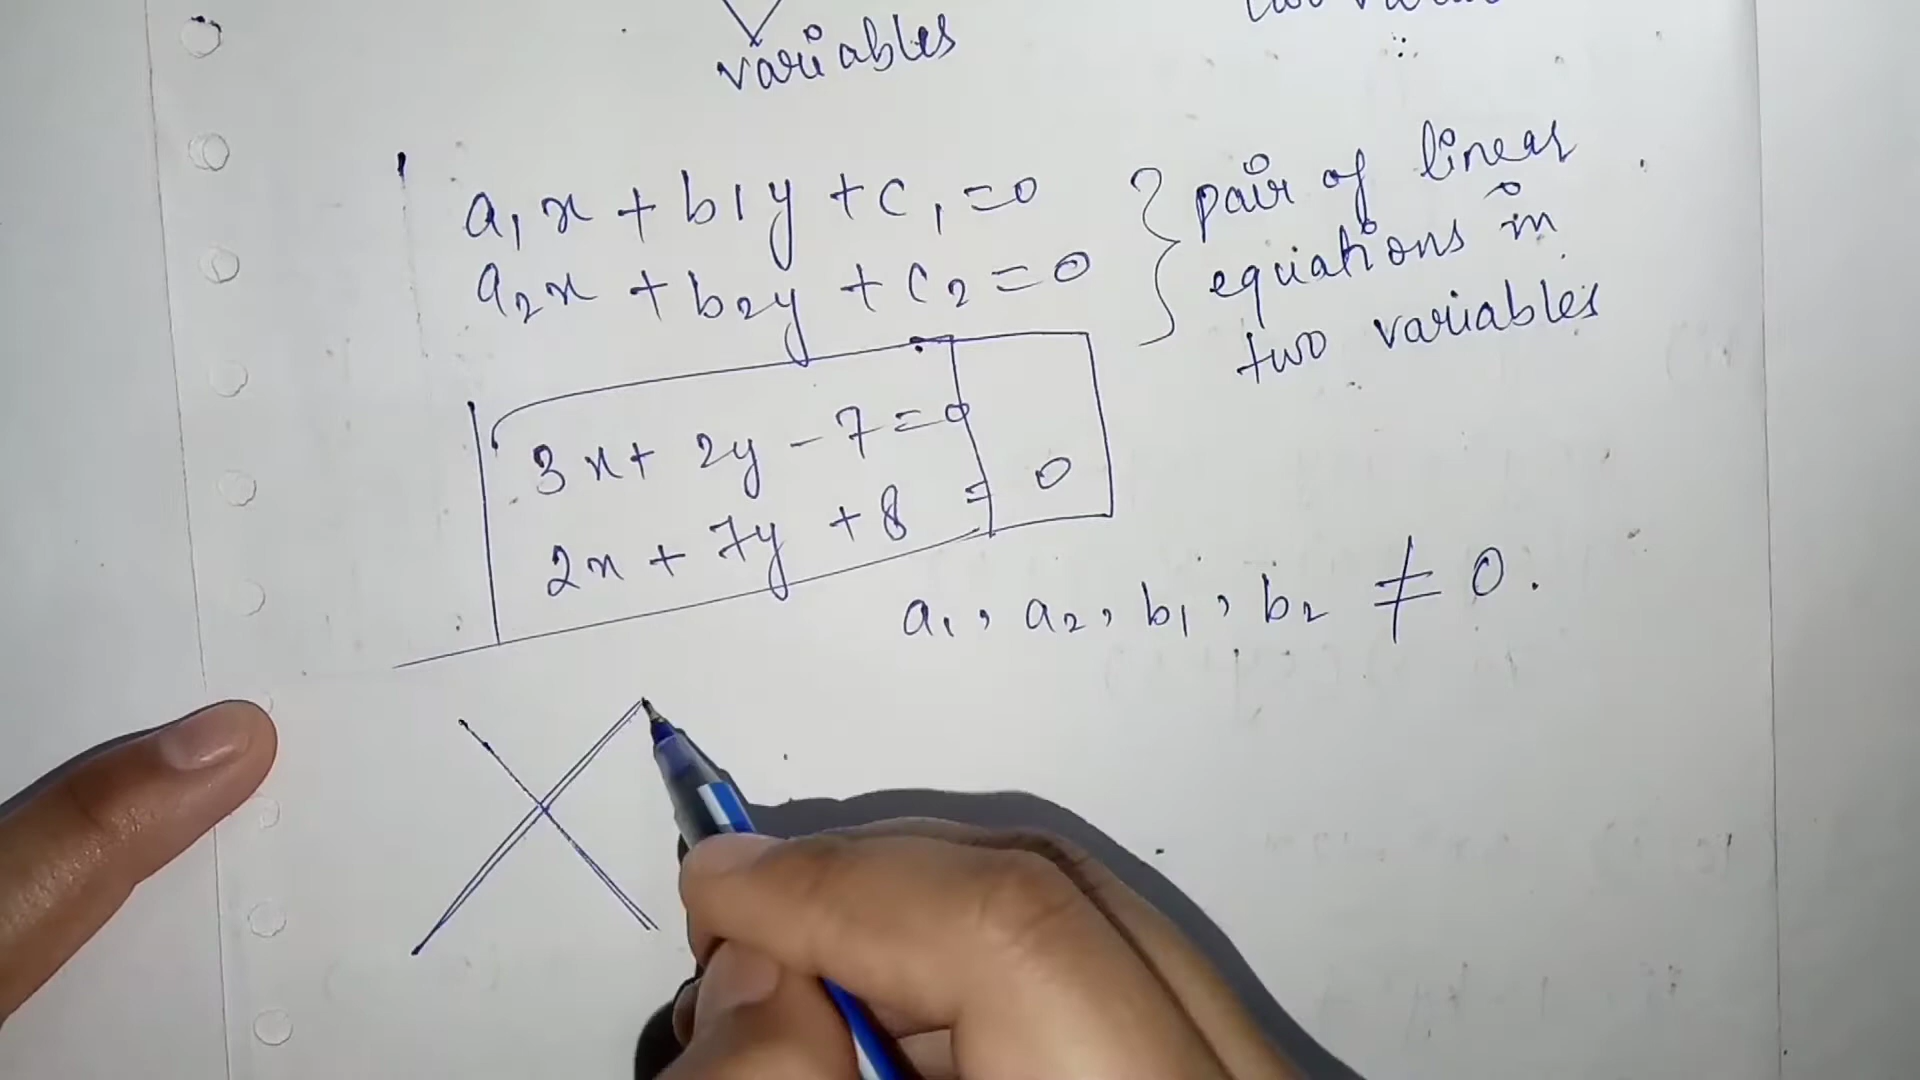 variables
a₁x + b1y + c₁ = 0
a₂x + b₂y + c₂ = 0
pair of linear
equations in
two variables
3x + 2y - 7 = 0
2x + 7y + 8 = 0
a₁, a₂, b₁, b₂ ≠ 0.